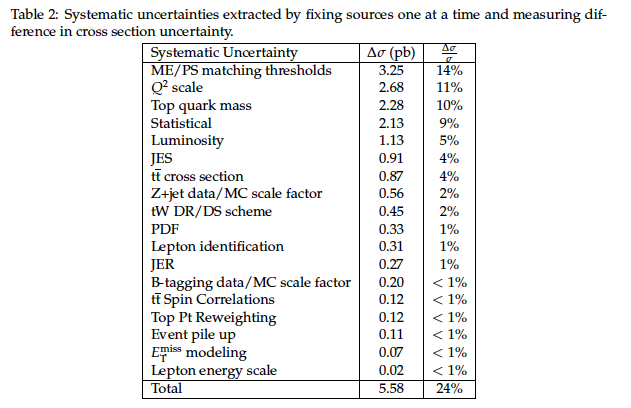 Table 2: Systematic uncertainties extracted by fixing sources one at a time and measuring dif-
ference in cross section uncertainty.
Systematic Uncertainty Δσ (pb) Δσ/σ
ME/PS matching thresholds 3.25 14%
Q² scale 2.68 11%
Top quark mass 2.28 10%
Statistical 2.13 9%
Luminosity 1.13 5%
JES 0.91 4%
tt̄ cross section 0.87 4%
Z+jet data/MC scale factor 0.56 2%
tW DR/DS scheme 0.45 2%
PDF 0.33 1%
Lepton identification 0.31 1%
JER 0.27 1%
B-tagging data/MC scale factor 0.20 < 1%
tt̄ Spin Correlations 0.12 < 1%
Top Pt Reweighting 0.12 < 1%
Event pile up 0.11 < 1%
E_T^miss modeling 0.07 < 1%
Lepton energy scale 0.02 < 1%
Total 5.58 24%